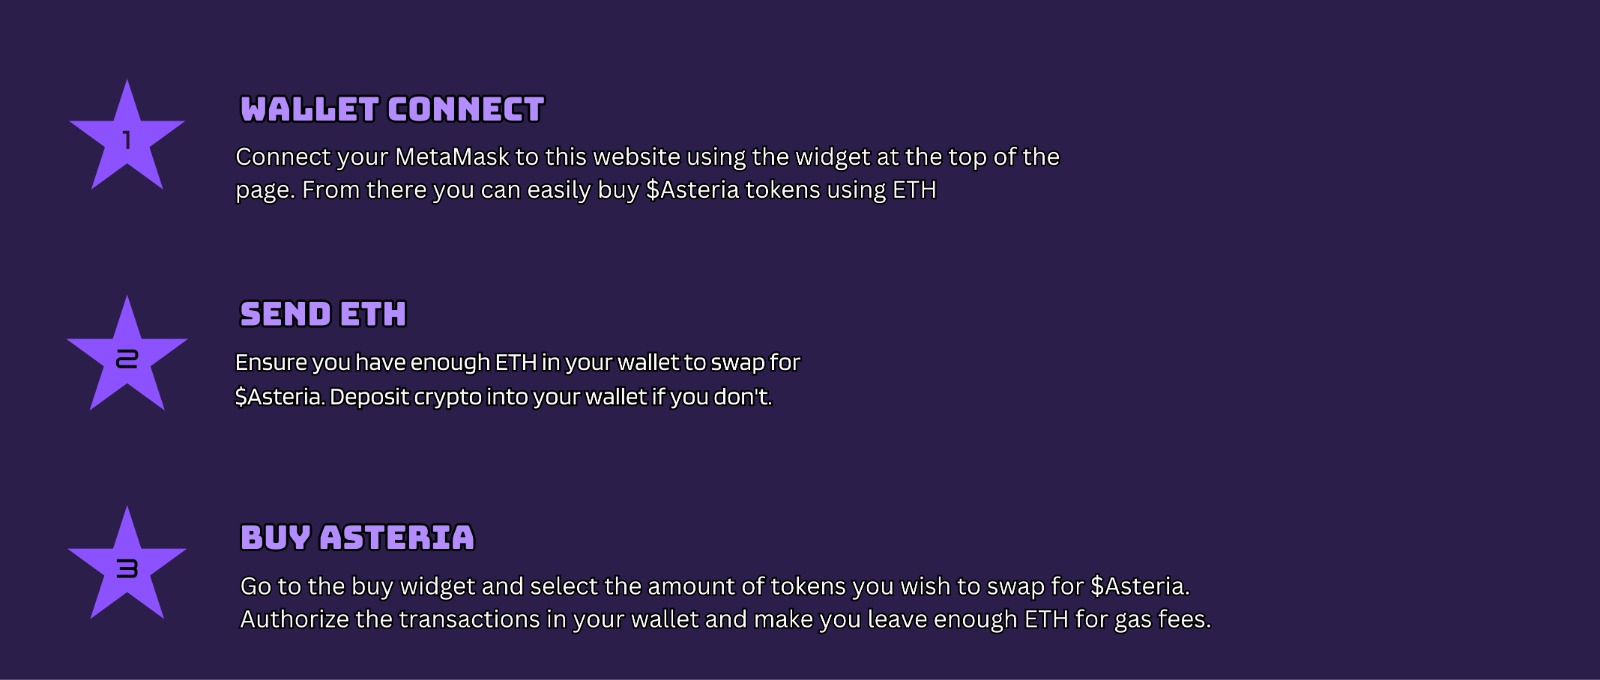 1
WALLET CONNECT
Connect your MetaMask to this website using the widget at the top of the
page. From there you can easily buy $Asteria tokens using ETH
2
SEND ETH
Ensure you have enough ETH in your wallet to swap for
$Asteria. Deposit crypto into your wallet if you don't.
3
BUY ASTERIA
Go to the buy widget and select the amount of tokens you wish to swap for $Asteria.
Authorize the transactions in your wallet and make you leave enough ETH for gas fees.